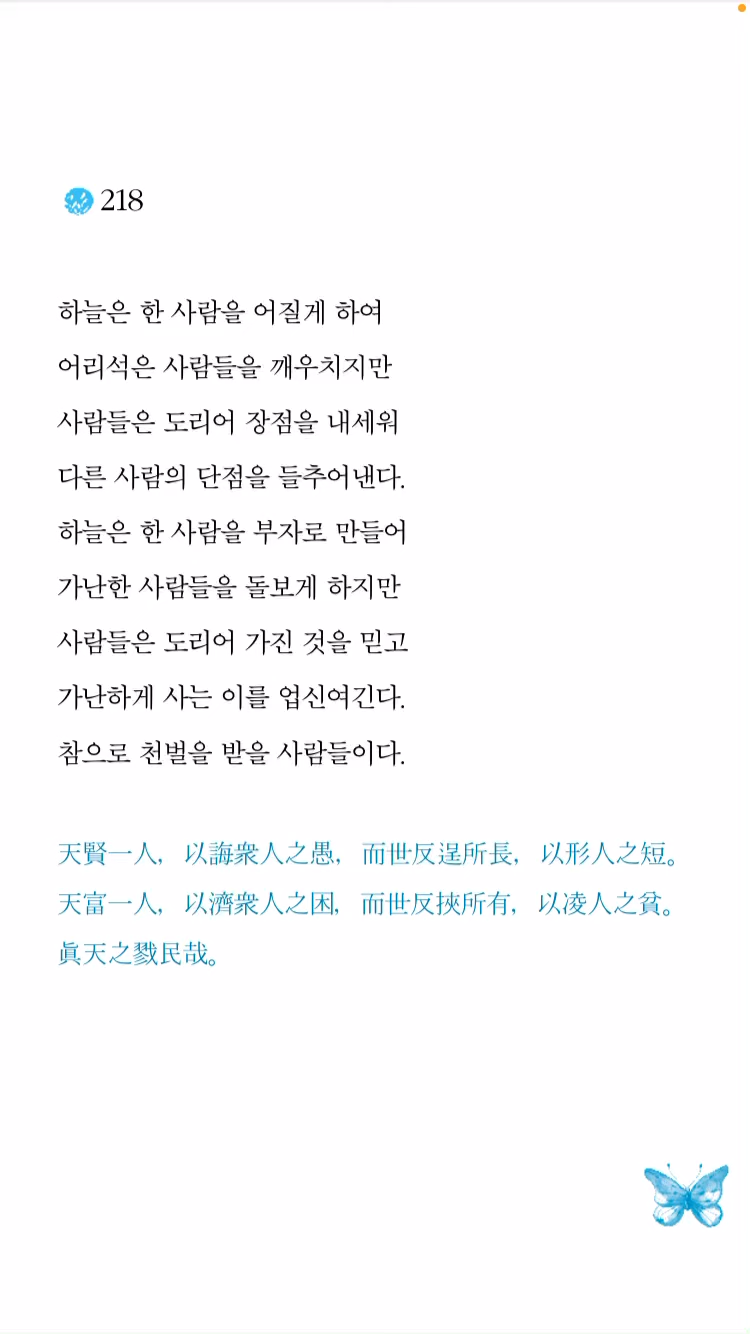 218
하늘은 한 사람을 어질게 하여
어리석은 사람들을 깨우치지만
사람들은 도리어 장점을 내세워
다른 사람의 단점을 들추어낸다.
하늘은 한 사람을 부자로 만들어
가난한 사람들을 돌보게 하지만
사람들은 도리어 가진 것을 믿고
가난하게 사는 이를 업신여긴다.
참으로 천벌을 받을 사람들이다.
天賢一人, 以誨衆人之愚, 而世反逞所長, 以形人之短。
天富一人, 以濟衆人之困, 而世反挾所有, 以凌人之貧。
眞天之戮民哉。